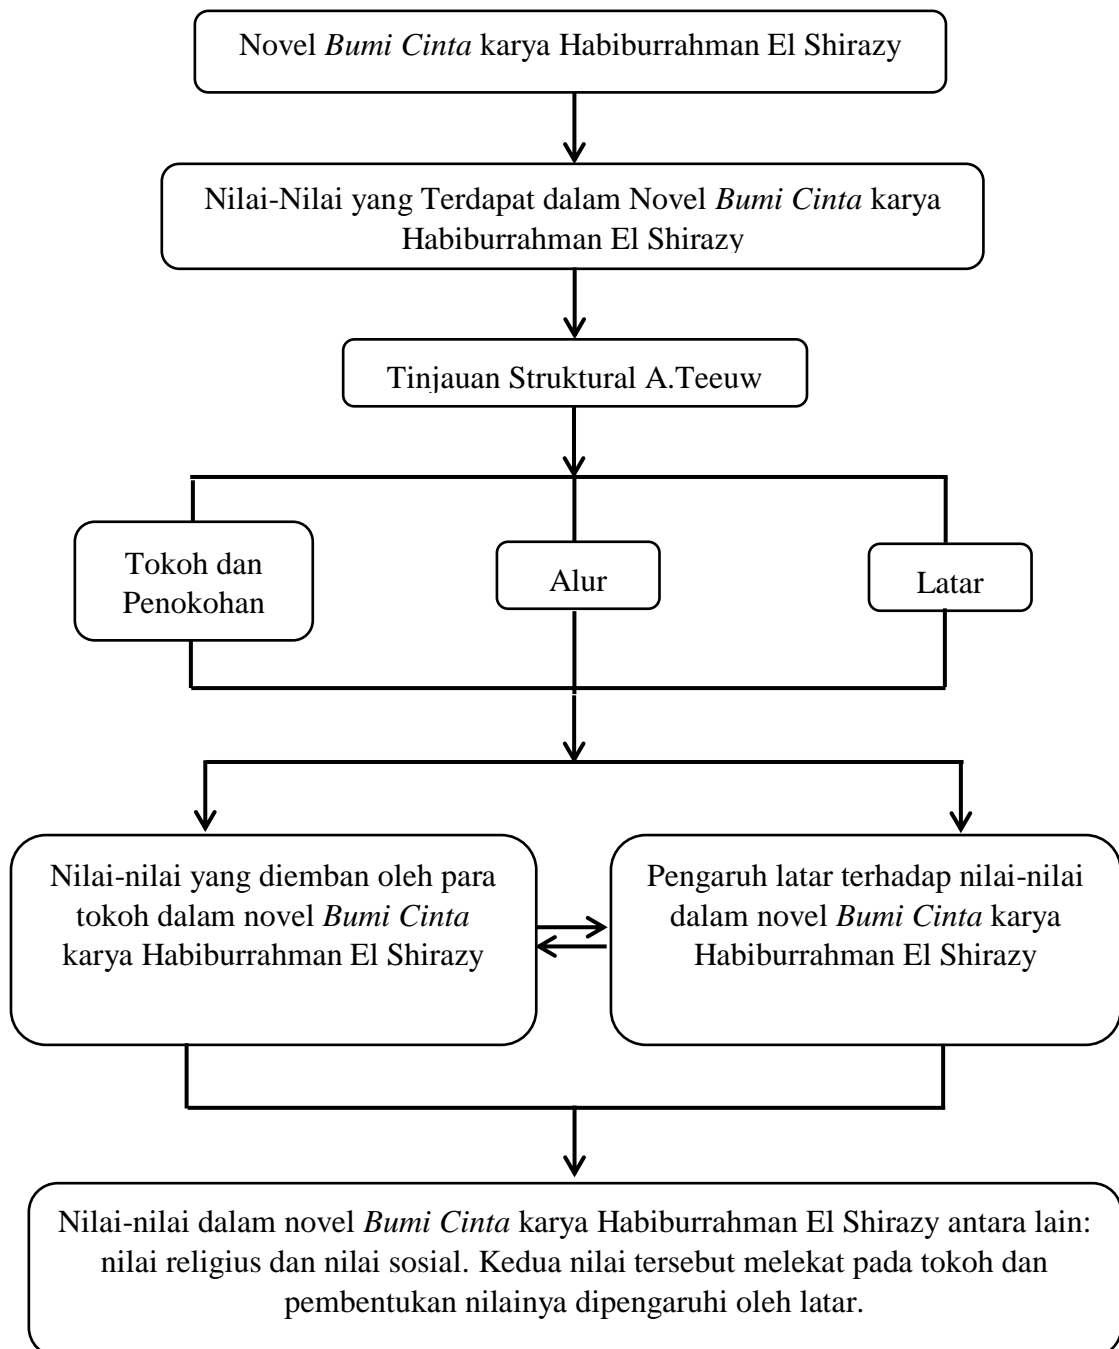 Novel Bumi Cinta karya Habiburrahman El Shirazy
Nilai-Nilai yang Terdapat dalam Novel Bumi Cinta karya
Habiburrahman El Shirazy
Tinjauan Struktural A.Teeuw
Tokoh dan
Penokohan
Alur
Latar
Nilai-nilai yang diemban oleh para
tokoh dalam novel Bumi Cinta
karya Habiburrahman El Shirazy
Pengaruh latar terhadap nilai-nilai
dalam novel Bumi Cinta karya
Habiburrahman El Shirazy
Nilai-nilai dalam novel Bumi Cinta karya Habiburrahman El Shirazy antara lain:
nilai religius dan nilai sosial. Kedua nilai tersebut melekat pada tokoh dan
pembentukan nilainya dipengaruhi oleh latar.